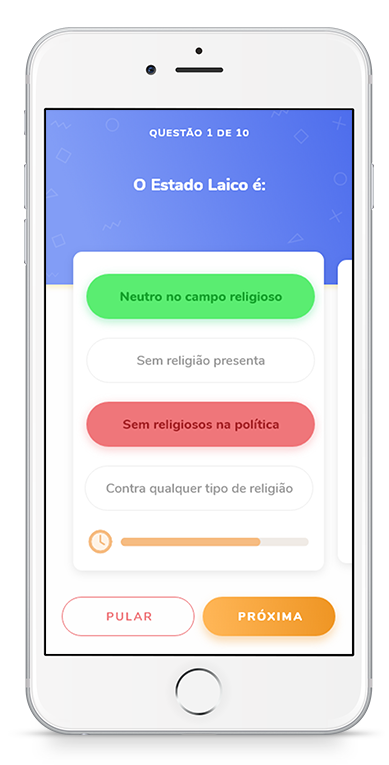 QUESTÃO 1 DE 10
O Estado Laico é:
Neutro no campo religioso
Sem religião presenta
Sem religiosos na política
Contra qualquer tipo de religião
PULAR
PRÓXIMA